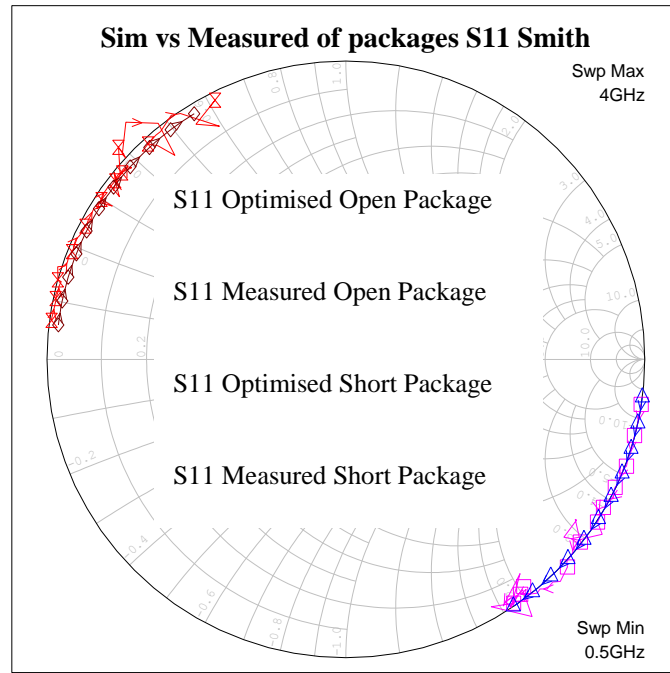 Sim vs Measured of packages S11 Smith
Swp Max
4GHz
1.0
0.8
2.0
3.0
4.0
5.0
S11 Optimised Open Package
S11 Measured Open Package
10.0
0.2
10.0
0
S11 Optimised Short Package
-10.0
-0.2
S11 Measured Short Package
-0.4
-0.6
-0.8
-1.0
Swp Min
0.5GHz